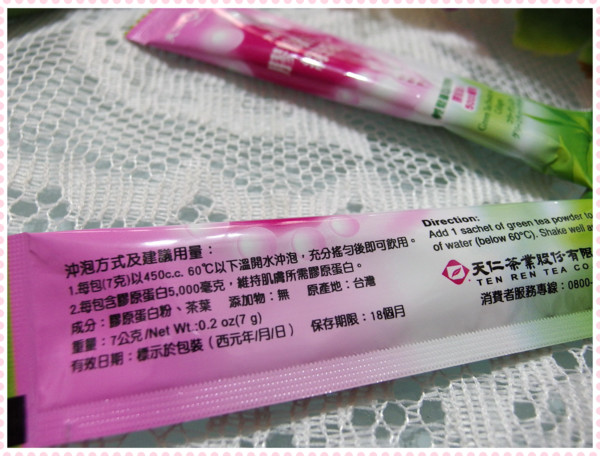 沖泡方式及建議用量：
1.每包(7克)以450c.c. 60℃以下溫開水沖泡，充分搖勻後即可飲用。
2.每包含膠原蛋白5,000毫克，維持肌膚所需膠原蛋白。
成分：膠原蛋白粉、茶葉 添加物：無 原產地：台灣
重量：7公克/Net Wt.:0.2 oz(7 g)
有效日期：標示於包裝（西元年/月/日） 保存期限：18個月
Direction:
Add 1 sachet of green tea powder to
of water (below 60℃). Shake well a
天仁茶業股份有限
TEN REN TEA CO
消費者服務專線：0800-